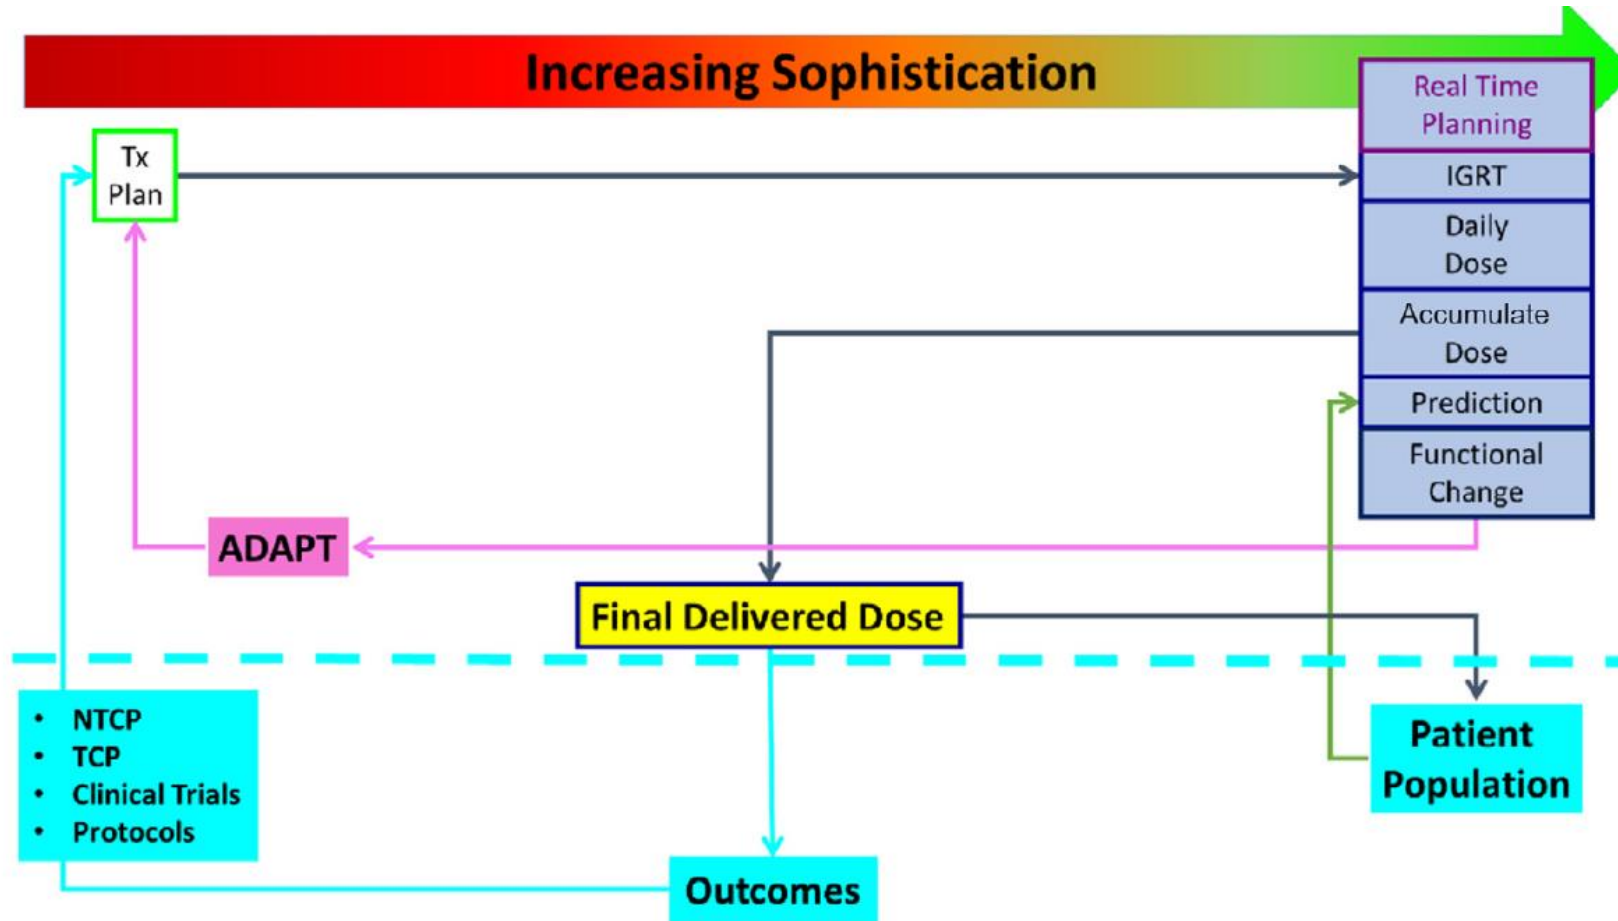 Increasing Sophistication
Real Time
Planning
Tx
Plan
IGRT
Daily
Dose
Accumulate
Dose
Prediction
Functional
Change
ADAPT
Final Delivered Dose
• NTCP
• TCP
• Clinical Trials
• Protocols
Patient
Population
Outcomes